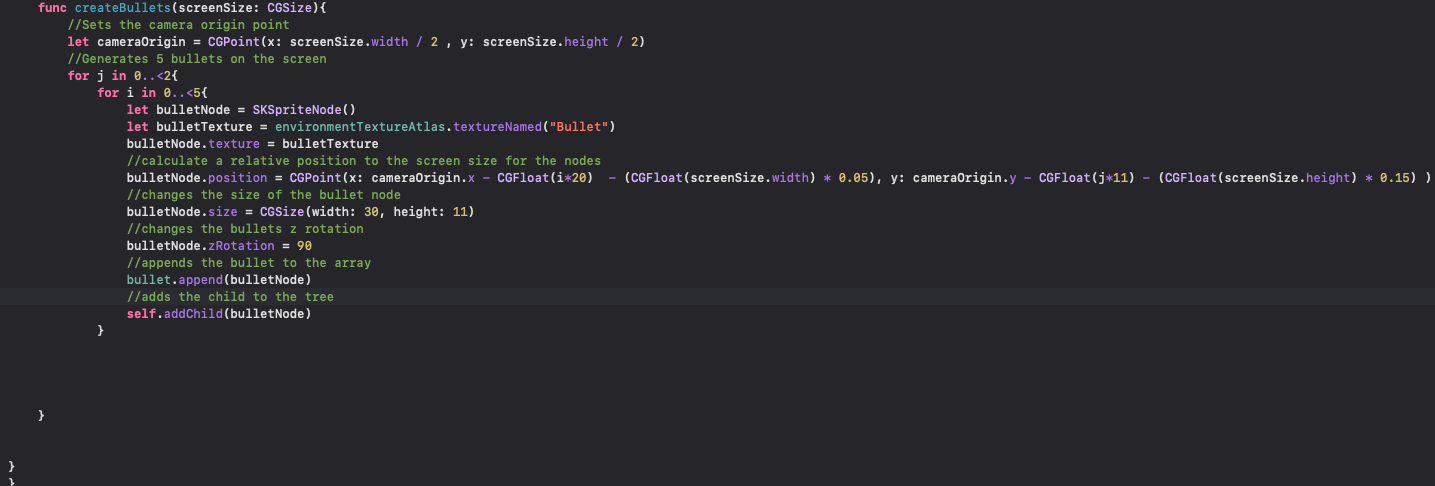 func createBullets(screenSize: CGSize){
//Sets the camera origin point
let cameraOrigin = CGPoint(x: screenSize.width / 2 , y: screenSize.height / 2)
//Generates 5 bullets on the screen
for j in 0..<2{
for i in 0..<5{
let bulletNode = SKSpriteNode()
let bulletTexture = environmentTextureAtlas.textureNamed("Bullet")
bulletNode.texture = bulletTexture
//calculate a relative position to the screen size for the nodes
bulletNode.position = CGPoint(x: cameraOrigin.x - CGFloat(i*20)  - (CGFloat(screenSize.width) * 0.05), y: cameraOrigin.y - CGFloat(j*11) - (CGFloat(screenSize.height) * 0.15) )
//changes the size of the bullet node
bulletNode.size = CGSize(width: 30, height: 11)
//changes the bullets z rotation
bulletNode.zRotation = 90
//appends the bullet to the array
bullet.append(bulletNode)
//adds the child to the tree
self.addChild(bulletNode)
}
}
}
}